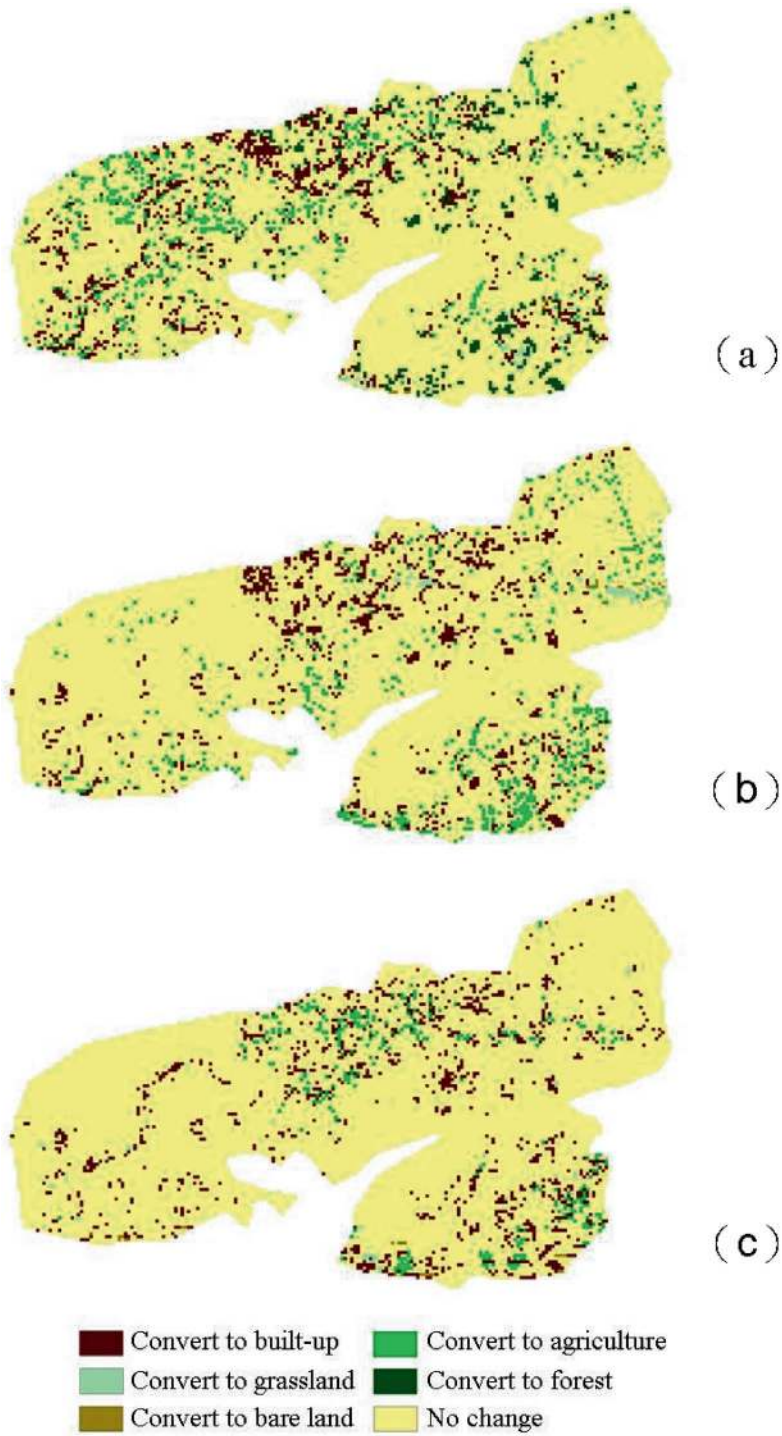 (a)
(b)
(c)
Convert to built-up
Convert to agriculture
Convert to grassland
Convert to forest
Convert to bare land
No change